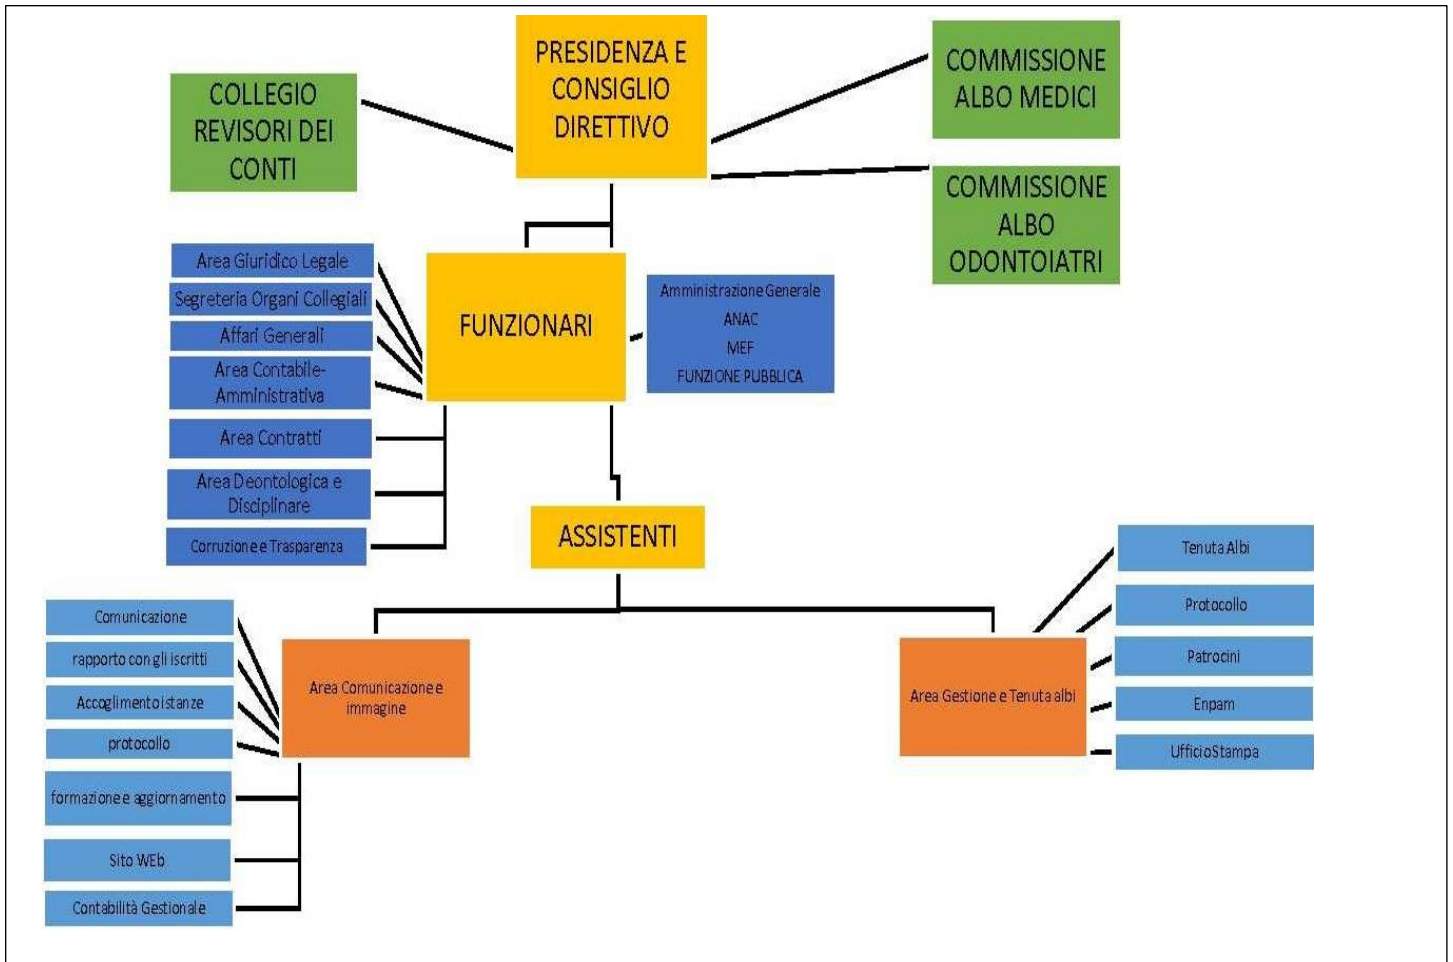 PRESIDENZA E
CONSIGLIO
DIRETTIVO
COLLEGIO
REVISORI DEI
CONTI
COMMISSIONE
ALBO MEDICI
COMMISSIONE
ALBO
ODONTOIATRI
FUNZIONARI
Area Giuridico Legale
Segreteria Organi Collegiali
Affari Generali
Area Contabile-
Amministrativa
Area Contratti
Area Deontologica e
Disciplinare
Corruzione e Trasparenza
Amministrazione Generale
ANAC
MEF
FUNZIONE PUBBLICA
ASSISTENTI
Area Comunicazione e
immagine
Comunicazione
rapporto con gli iscritti
Accoglimento istanze
protocollo
formazione e aggiornamento
Sito WEb
Contabilità Gestionale
Area Gestione e Tenuta albi
Tenuta Albi
Protocollo
Patrocini
Enpam
Ufficio Stampa